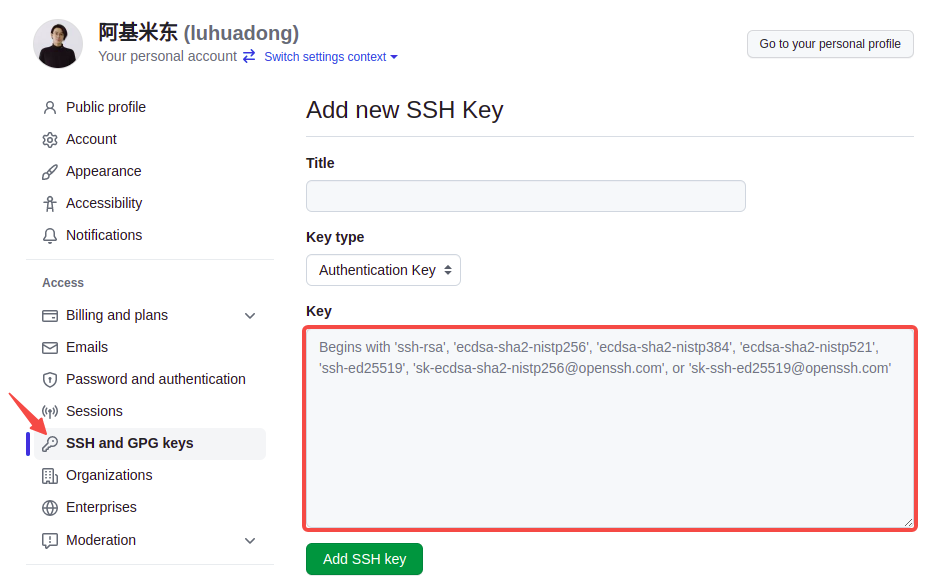 阿基米东 (luhuadong)
Your personal account Switch settings context
Go to your personal profile
Public profile
Account
Appearance
Accessibility
Notifications
Access
Billing and plans
Emails
Password and authentication
Sessions
SSH and GPG keys
Organizations
Enterprises
Moderation
Add new SSH Key
Title
Key type
Authentication Key
Key
Begins with 'ssh-rsa', 'ecdsa-sha2-nistp256', 'ecdsa-sha2-nistp384', 'ecdsa-sha2-nistp521',
'ssh-ed25519', 'sk-ecdsa-sha2-nistp256@openssh.com', or 'sk-ssh-ed25519@openssh.com'
Add SSH key